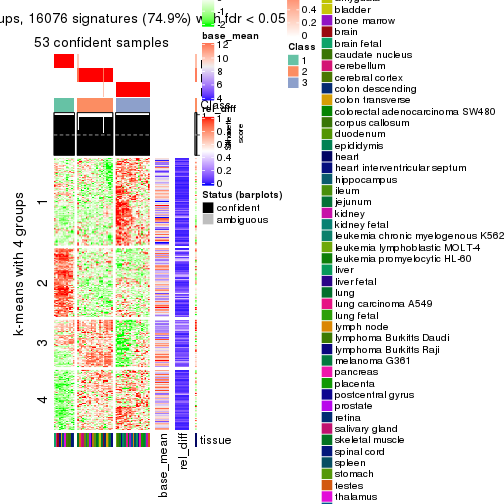 ups, 16076 signatures (74.9%) with fdr < 0.05
53 confident samples
k-means with 4 groups
1
2
3
4
base_mean
rel_diff
tissue
-1
-2
base_mean
12
10
8
6
4
rel_diff
1
0.8
0.6
0.4
0.2
0
Silhouette
score
Status (barplots)
confident
ambiguous
0.4
0.2
0
Class
1
2
3
Class
bladder
bone marrow
brain
brain fetal
caudate nucleus
cerebellum
cerebral cortex
colon descending
colon transverse
colorectal adenocarcinoma SW480
corpus callosum
duodenum
epididymis
heart
heart interventricular septum
hippocampus
ileum
jejunum
kidney
kidney fetal
leukemia chronic myelogenous K562
leukemia lymphoblastic MOLT-4
leukemia promyelocytic HL-60
liver
liver fetal
lung
lung carcinoma A549
lung fetal
lymph node
lymphoma Burkitts Daudi
lymphoma Burkitts Raji
melanoma G361
pancreas
placenta
postcentral gyrus
prostate
retina
salivary gland
skeletal muscle
spinal cord
spleen
stomach
testes
thalamus